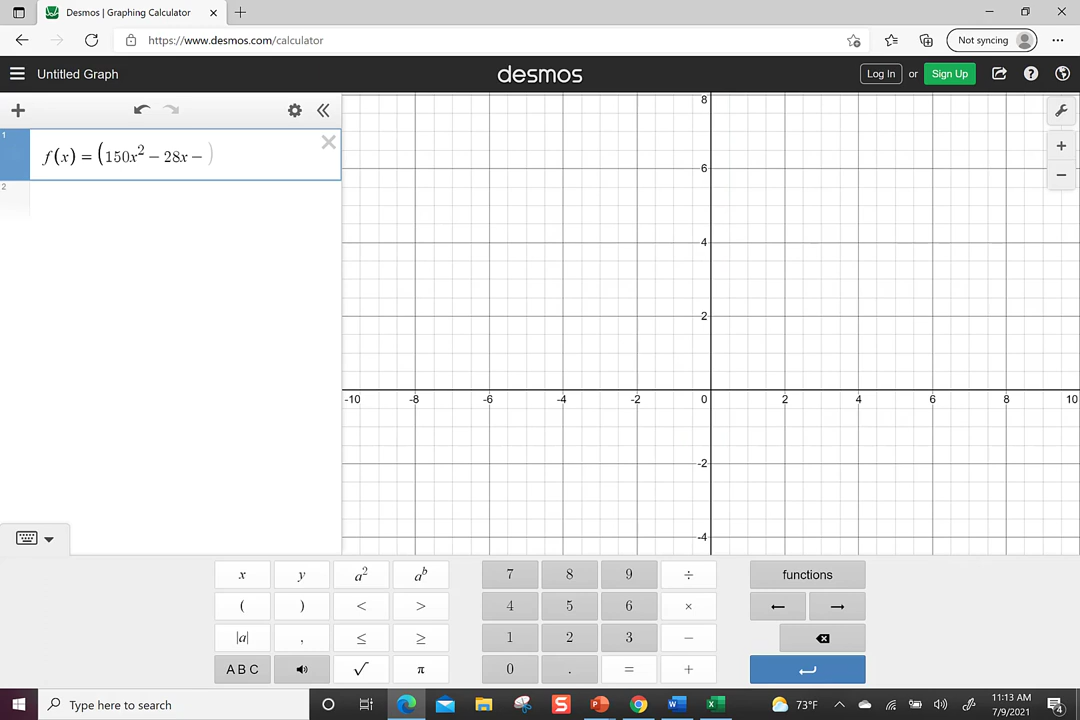 Desmos | Graphing Calculator
https://www.desmos.com/calculator
Not syncing
Untitled Graph
desmos
Log In or Sign Up
1
f(x) = (150x² − 28x − )
2
8
6
4
2
-10 -8 -6 -4 -2 0 2 4 6 8 10
-2
-4
x y a² aᵇ 7 8 9 ÷ functions
( ) < > 4 5 6 × ← →
|a| , ≤ ≥ 1 2 3 −
A B C √ π 0 . = +
Type here to search
73°F
11:13 AM
7/9/2021
4